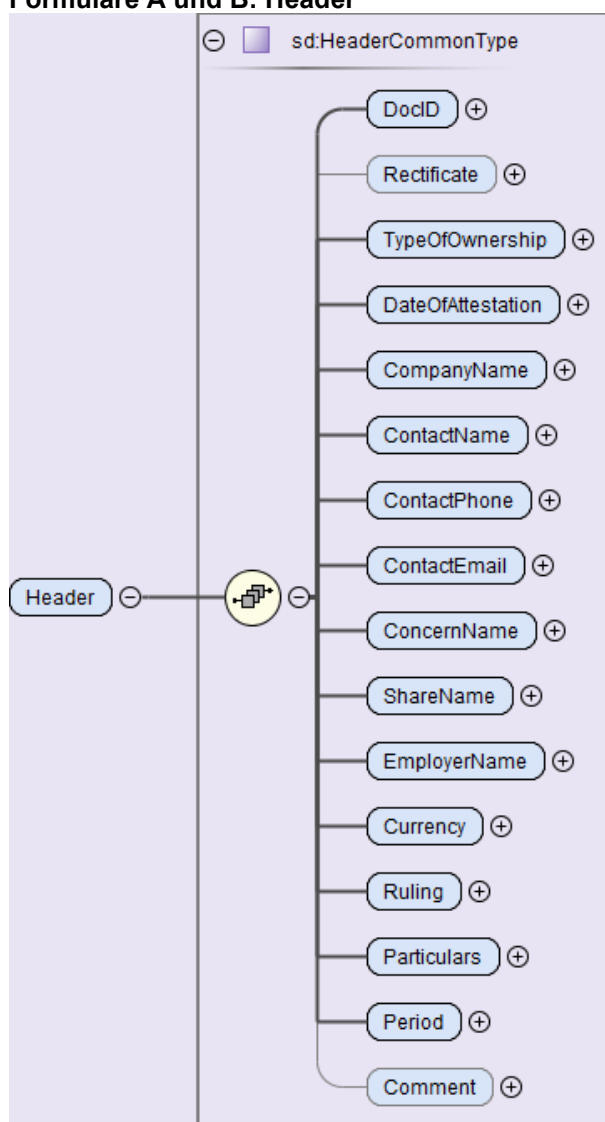 Formulare A und B: Header
sd:HeaderCommonType
DocID
Rectificate
TypeOfOwnership
DateOfAttestation
CompanyName
ContactName
ContactPhone
ContactEmail
Header
ConcernName
ShareName
EmployerName
Currency
Ruling
Particulars
Period
Comment